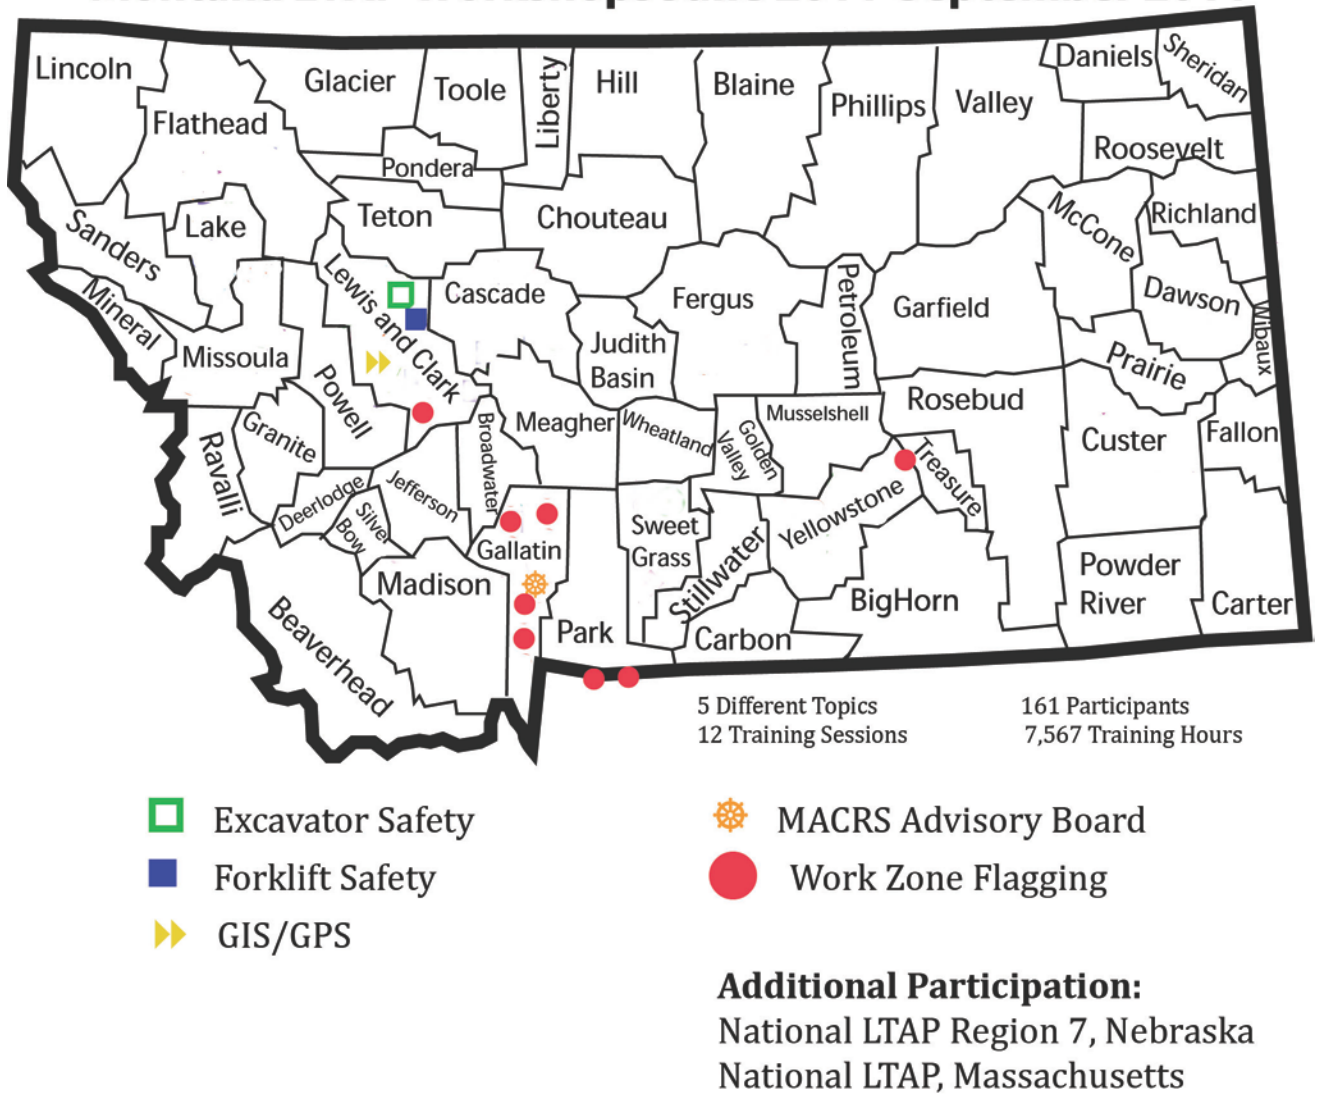 Lincoln
Flathead
Glacier
Toole
Liberty
Hill
Blaine
Phillips
Valley
Daniels
Sheridan
Roosevelt
Pondera
Teton
Chouteau
Sanders
Lake
McCone
Richland
Mineral
Missoula
Lewis and Clark
Cascade
Judith
Basin
Fergus
Petroleum
Garfield
Dawson
Wibaux
Prairie
Powell
Granite
Ravalli
Broadwater
Meagher
Wheatland
Golden
Valley
Musselshell
Rosebud
Treasure
Custer
Fallon
Deerlodge
Silver
Bow
Jefferson
Gallatin
Sweet
Grass
Stillwater
Yellowstone
Madison
Beaverhead
Park
Carbon
BigHorn
Powder
River
Carter
5 Different Topics
12 Training Sessions
161 Participants
7,567 Training Hours
Excavator Safety
Forklift Safety
GIS/GPS
MACRS Advisory Board
Work Zone Flagging
Additional Participation:
National LTAP Region 7, Nebraska
National LTAP, Massachusetts